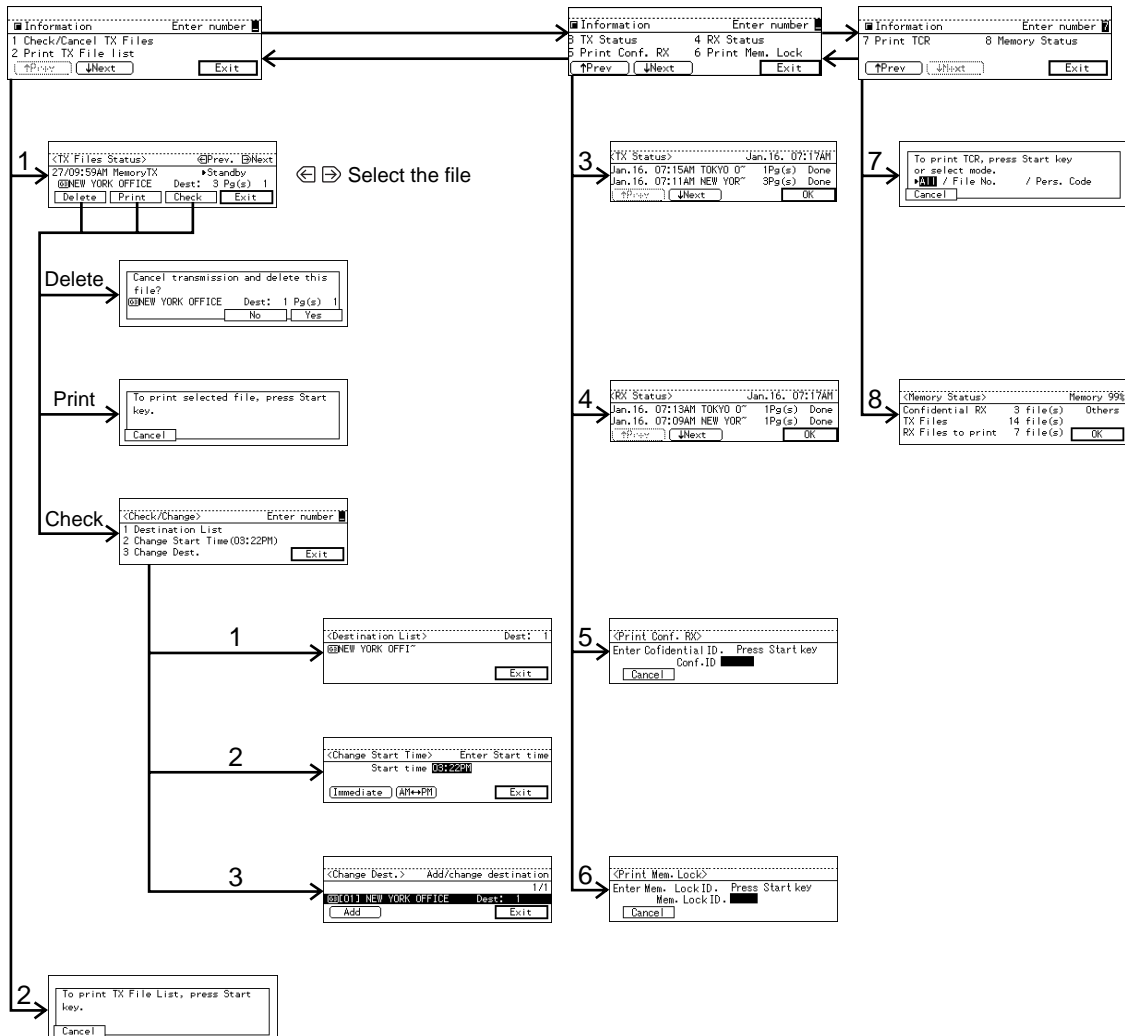 Information Enter number
1 Check/Cancel TX Files
2 Print TX File list
↑Prev ↓Next Exit
Information Enter number
3 TX Status 4 RX Status
5 Print Conf. RX 6 Print Mem. Lock
↑Prev ↓Next Exit
Information Enter number 7
7 Print TCR 8 Memory Status
↑Prev ↓Next Exit
1
<TX Files Status> Prev. Next
27/09:59AM MemoryTX ▶Standby
G3 NEW YORK OFFICE Dest: 3 Pg(s) 1
Delete Print Check Exit
Select the file
Delete
Cancel transmission and delete this
file?
G3 NEW YORK OFFICE Dest: 1 Pg(s) 1
No Yes
Print
To print selected file, press Start
key.
Cancel
Check
<Check/Change> Enter number
1 Destination List
2 Change Start Time(03:22PM)
3 Change Dest. Exit
1
<Destination List> Dest: 1
G3 NEW YORK OFFI~
Exit
2
<Change Start Time> Enter Start time
Start time 03:22PM
Immediate AM↔PM Exit
3
<Change Dest.> Add/change destination
1/1
G3[01] NEW YORK OFFICE Dest: 1
Add Exit
2
To print TX File List, press Start
key.
Cancel
3
<TX Status> Jan.16. 07:17AM
Jan.16. 07:15AM TOKYO O~ 1Pg(s) Done
Jan.16. 07:11AM NEW YOR~ 3Pg(s) Done
↑Prev ↓Next OK
4
<RX Status> Jan.16. 07:17AM
Jan.16. 07:13AM TOKYO O~ 1Pg(s) Done
Jan.16. 07:09AM NEW YOR~ 1Pg(s) Done
↑Prev ↓Next OK
5
<Print Conf. RX>
Enter Cofidential ID. Press Start key
Conf.ID
Cancel
6
<Print Mem. Lock>
Enter Mem. Lock ID. Press Start key
Mem. Lock ID.
Cancel
7
To print TCR, press Start key
or select mode.
▶All / File No. / Pers. Code
Cancel
8
<Memory Status> Memory 99%
Confidential RX 3 file(s) Others
TX Files 14 file(s)
RX Files to print 7 file(s) OK